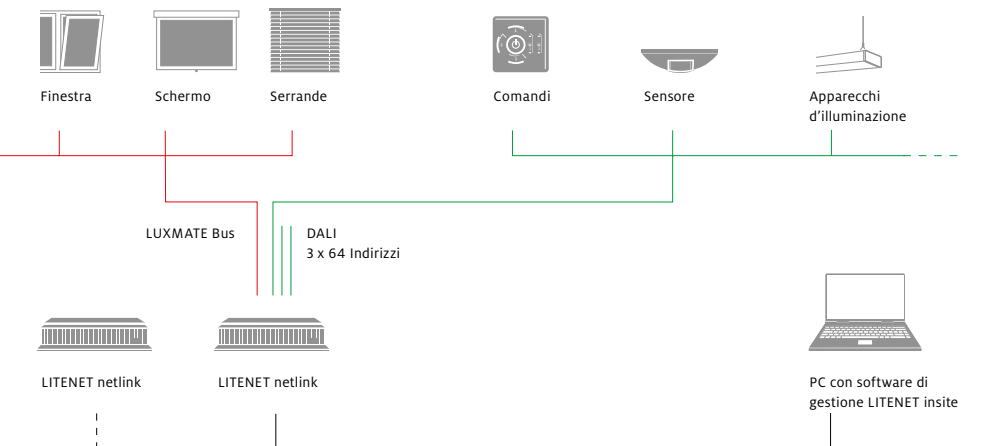 Finestra
Schermo
Serrande
Comandi
Sensore
Apparecchi
d'illuminazione
LUXMATE Bus
DALI
3 x 64 Indirizzi
LITENET netlink
LITENET netlink
PC con software di
gestione LITENET insite